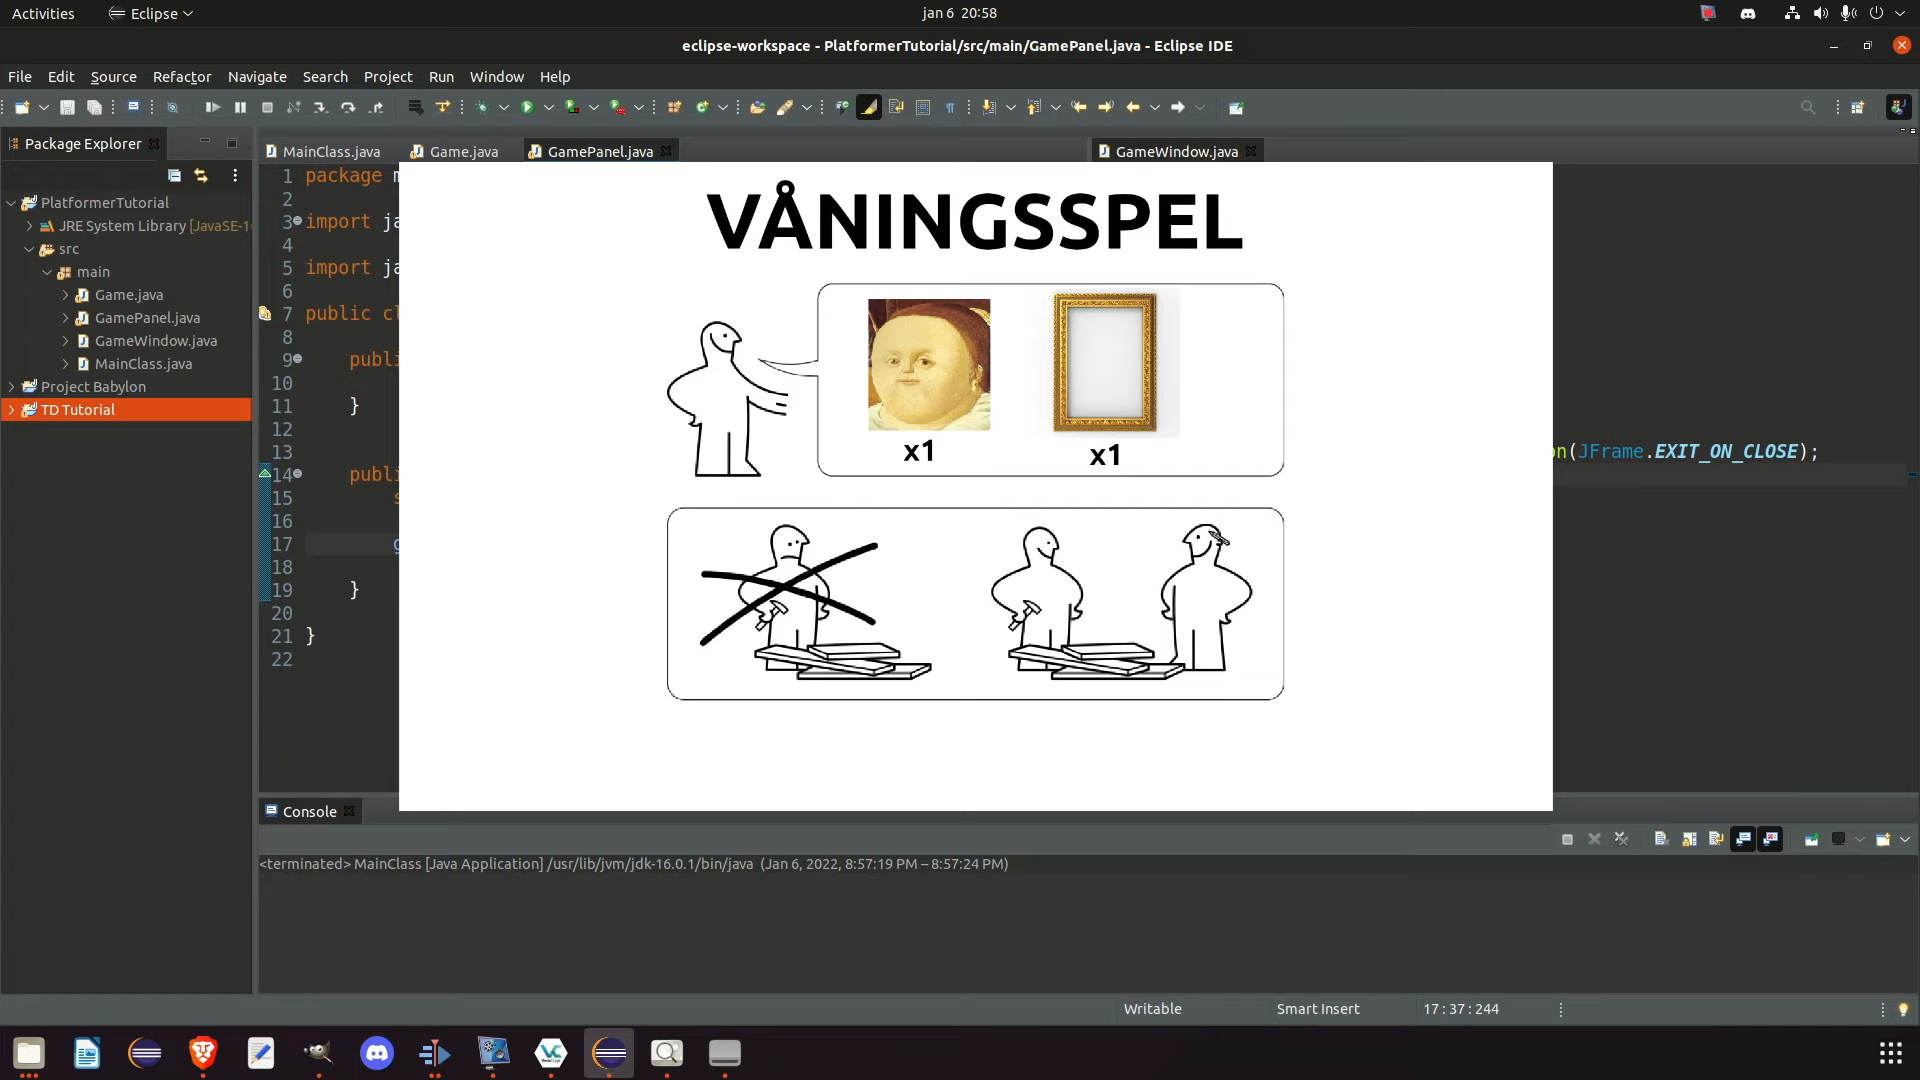 Activities
Eclipse
jan 6 20:58
eclipse-workspace - PlatformerTutorial/src/main/GamePanel.java - Eclipse IDE
File Edit Source Refactor Navigate Search Project Run Window Help
Package Explorer
MainClass.java
Game.java
GamePanel.java
GameWindow.java
PlatformerTutorial
JRE System Library [JavaSE-1
src
main
Game.java
GamePanel.java
GameWindow.java
MainClass.java
Project Babylon
TD Tutorial
1 package
2
3 import ja
4
5 import ja
6
7 public cl
8
9 publi
10
11 }
12
13
14 publi
15 s
16
17 g
18
19 }
20
21 }
22
VÅNINGSSPEL
x1
x1
on(JFrame.EXIT_ON_CLOSE);
Console
<terminated> MainClass [Java Application] /usr/lib/jvm/jdk-16.0.1/bin/java (Jan 6, 2022, 8:57:19 PM – 8:57:24 PM)
Writable
Smart Insert
17 : 37 : 244